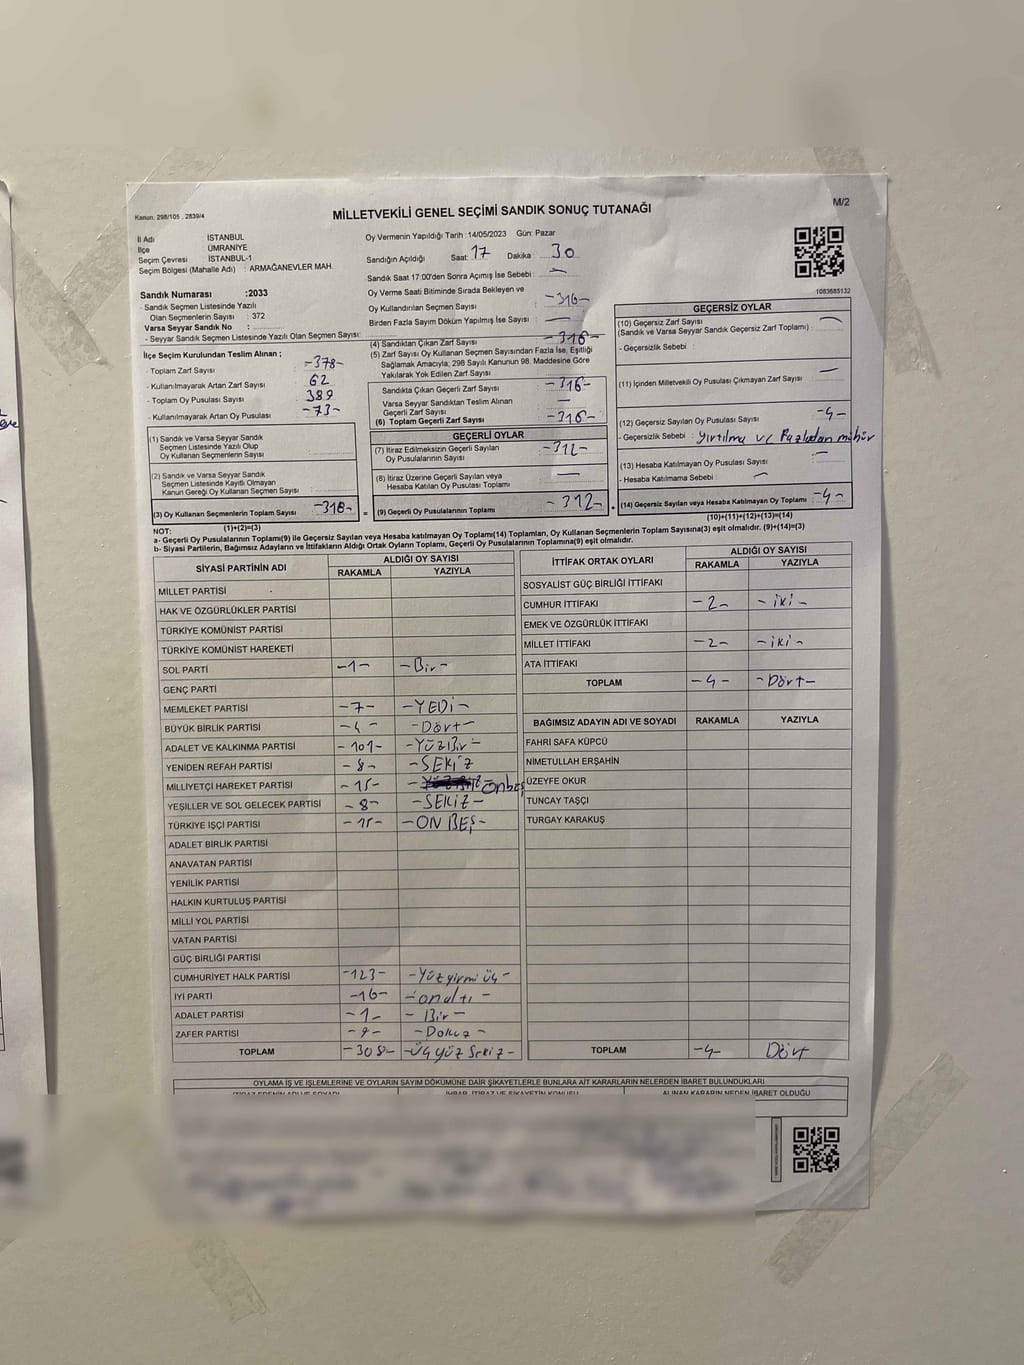 Kanun, 298/105 , 2839/4
MİLLETVEKİLİ GENEL SEÇİMİ SANDIK SONUÇ TUTANAĞI
M/2
İl Adı : İSTANBUL
İlçe : ÜMRANİYE
Seçim Çevresi : İSTANBUL-1
Seçim Bölgesi (Mahalle Adı) : ARMAĞANEVLER MAH.
Oy Vermenin Yapıldığı Tarih :14/05/2023 Gün: Pazar
Sandığın Açıldığı Saat: 17 Dakika : 30
Sandık Saat 17:00'den Sonra Açımış İse Sebebi :
Sandık Numarası :2033
- Sandık Seçmen Listesinde Yazılı
Olan Seçmenlerin Sayısı : 372
Varsa Seyyar Sandık No :
- Seyyar Sandık Seçmen Listesinde Yazılı Olan Seçmen Sayısı:
Oy Verme Saati Bitiminde Sırada Bekleyen ve
Oy Kullandırılan Seçmen Sayısı : -316-
Birden Fazla Sayım Döküm Yapılmış İse Sayısı : —
İlçe Seçim Kurulundan Teslim Alınan ;
- Toplam Zarf Sayısı : -378-
- Kullanılmayarak Artan Zarf Sayısı : 62
- Toplam Oy Pusulası Sayısı : 389
- Kullanılmayarak Artan Oy Pusulası : -73-
(4) Sandıktan Çıkan Zarf Sayısı : -316-
(5) Zarf Sayısı Oy Kullanan Seçmen Sayısından Fazla İse, Eşitliği
Sağlamak Amacıyla; 298 Sayılı Kanunun 98. Maddesine Göre
Yakılarak Yok Edilen Zarf Sayısı :
Sandıkta Çıkan Geçerli Zarf Sayısı : -316-
Varsa Seyyar Sandıktan Teslim Alınan
Geçerli Zarf Sayısı : —
(6) Toplam Geçerli Zarf Sayısı : -316-
1083685132
GEÇERSİZ OYLAR
(10) Geçersiz Zarf Sayısı
(Sandık ve Varsa Seyyar Sandık Geçersiz Zarf Toplamı) :
- Geçersizlik Sebebi :
(11) İçinden Milletvekili Oy Pusulası Çıkmayan Zarf Sayısı :
(12) Geçersiz Sayılan Oy Pusulası Sayısı : -4-
- Geçersizlik Sebebi : Yırtılma ve Fazladan mühür
(13) Hesaba Katılmayan Oy Pusulası Sayısı :
- Hesaba Katılmama Sebebi :
(14) Geçersiz Sayılan veya Hesaba Katılmayan Oy Toplamı -4-
(10)+(11)+(12)+(13)=(14)
(1) Sandık ve Varsa Seyyar Sandık
Seçmen Listesinde Yazılı Olup
Oy Kullanan Seçmenlerin Sayısı :
(2) Sandık ve Varsa Seyyar Sandık
Seçmen Listesinde Kayıtlı Olmayan
Kanun Gereği Oy Kullanan Seçmen Sayısı :
(3) Oy Kullanan Seçmenlerin Toplam Sayısı -316- =
(1)+(2)=(3)
GEÇERLİ OYLAR
(7) İtiraz Edilmeksizin Geçerli Sayılan
Oy Pusulalarının Sayısı : -312-
(8) İtiraz Üzerine Geçerli Sayılan veya
Hesaba Katılan Oy Pusulası Toplamı : —
(9) Geçerli Oy Pusulalarının Toplamı - 312- +
NOT:
a- Geçerli Oy Pusulalarının Toplamı(9) ile Geçersiz Sayılan veya Hesaba katılmayan Oy Toplamı(14) Toplamları, Oy Kullanan Seçmenlerin Toplam Sayısına(3) eşit olmalıdır. (9)+(14)=(3)
b- Siyasi Partilerin, Bağımsız Adayların ve İttifakların Aldığı Ortak Oyların Toplamı, Geçerli Oy Pusulalarının Toplamına(9) eşit olmalıdır.
SİYASİ PARTİNİN ADI ALDIĞI OY SAYISI
RAKAMLA YAZIYLA
MİLLET PARTİSİ
HAK VE ÖZGÜRLÜKLER PARTİSİ
TÜRKİYE KOMÜNİST PARTİSİ
TÜRKİYE KOMÜNİST HAREKETİ
SOL PARTİ -1- -Bir-
GENÇ PARTİ
MEMLEKET PARTİSİ -7- -YEDİ-
BÜYÜK BİRLİK PARTİSİ -4- -Dört-
ADALET VE KALKINMA PARTİSİ - 101- -YüzBir-
YENİDEN REFAH PARTİSİ -8- -SEKİZ
MİLLİYETÇİ HAREKET PARTİSİ -15- -Onbeş
YEŞİLLER VE SOL GELECEK PARTİSİ -8- -SEKİZ-
TÜRKİYE İŞÇİ PARTİSİ -15- -ON BEŞ-
ADALET BİRLİK PARTİSİ
ANAVATAN PARTİSİ
YENİLİK PARTİSİ
HALKIN KURTULUŞ PARTİSİ
MİLLİ YOL PARTİSİ
VATAN PARTİSİ
GÜÇ BİRLİĞİ PARTİSİ
CUMHURİYET HALK PARTİSİ -123- -Yüzyirmi üç-
İYİ PARTİ -16- -onaltı -
ADALET PARTİSİ -1- - Bir-
ZAFER PARTİSİ -9- -Dokuz-
TOPLAM -308- -Üçyüz Sekiz-
İTTİFAK ORTAK OYLARI ALDIĞI OY SAYISI
RAKAMLA YAZIYLA
SOSYALİST GÜÇ BİRLİĞİ İTTİFAKI
CUMHUR İTTİFAKI -2- -iki-
EMEK VE ÖZGÜRLÜK İTTİFAKI
MİLLET İTTİFAKI -2- -iki-
ATA İTTİFAKI
TOPLAM -4- -Dört-
BAĞIMSIZ ADAYIN ADI VE SOYADI RAKAMLA YAZIYLA
FAHRİ SAFA KÜPCÜ
NİMETULLAH ERŞAHİN
ÜZEYFE OKUR
TUNCAY TAŞÇI
TURGAY KARAKUŞ
TOPLAM -4- Dört
OYLAMA İŞ VE İŞLEMLERİNE VE OYLARIN SAYIM DÖKÜMÜNE DAİR ŞİKAYETLERLE BUNLARA AİT KARARLARIN NELERDEN İBARET BULUNDUKLARI
İTİRAZ EDENİN ADI VE SOYADI İHBAR, İTİRAZ VE ŞİKAYETİN KONUSU ALINAN KARARIN NEDEN İBARET OLDUĞU